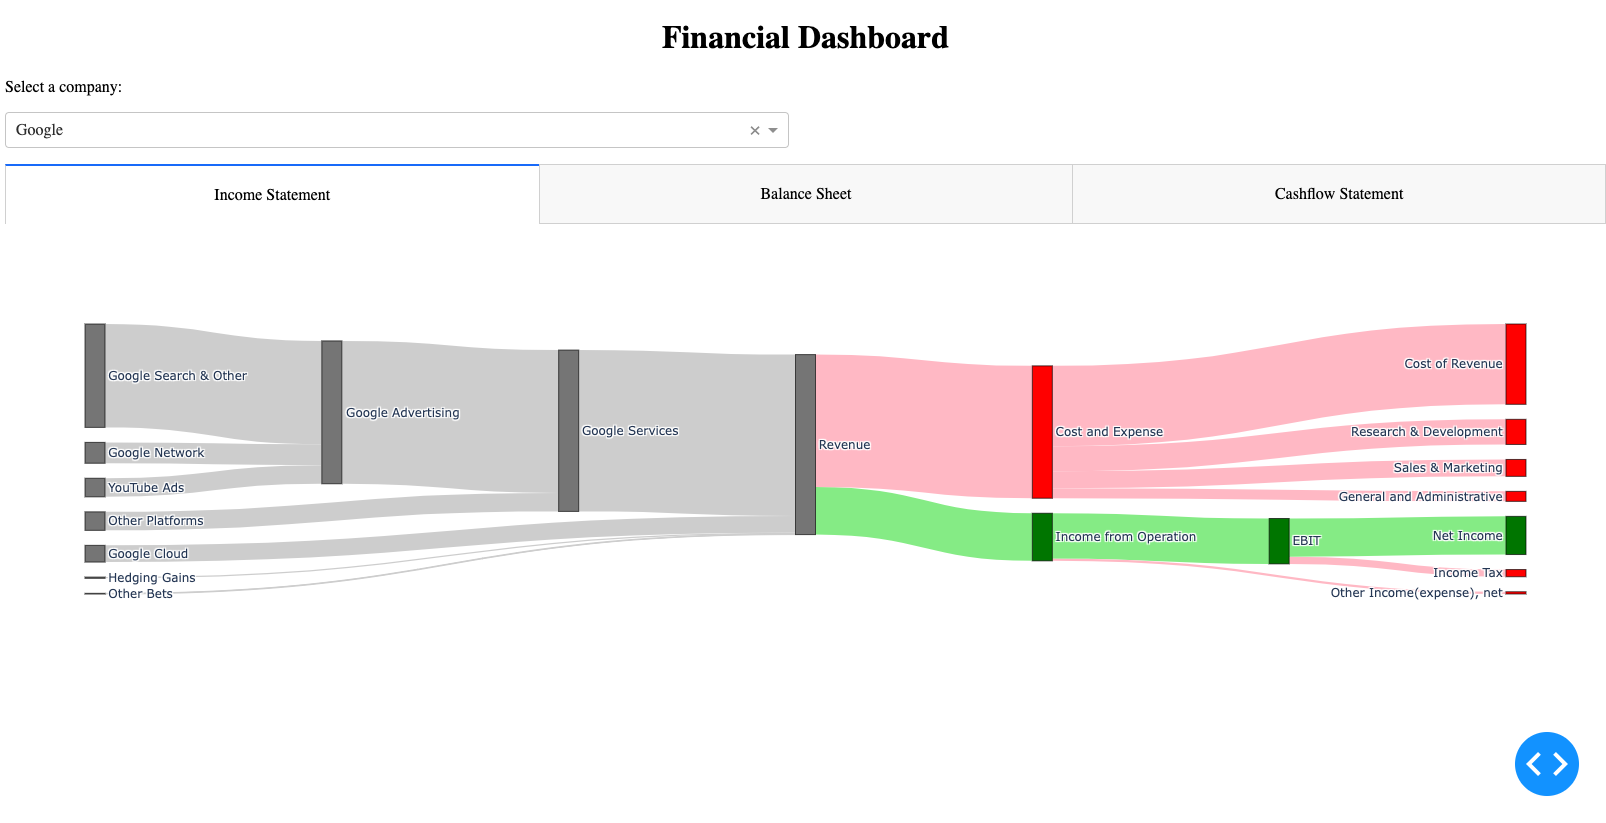 Financial Dashboard
Select a company:
Google
Income Statement
Balance Sheet
Cashflow Statement
Google Search & Other
Google Network
YouTube Ads
Other Platforms
Google Cloud
Hedging Gains
Other Bets
Google Advertising
Google Services
Revenue
Cost and Expense
Income from Operation
EBIT
Cost of Revenue
Research & Development
Sales & Marketing
General and Administrative
Net Income
Income Tax
Other Income(expense), net